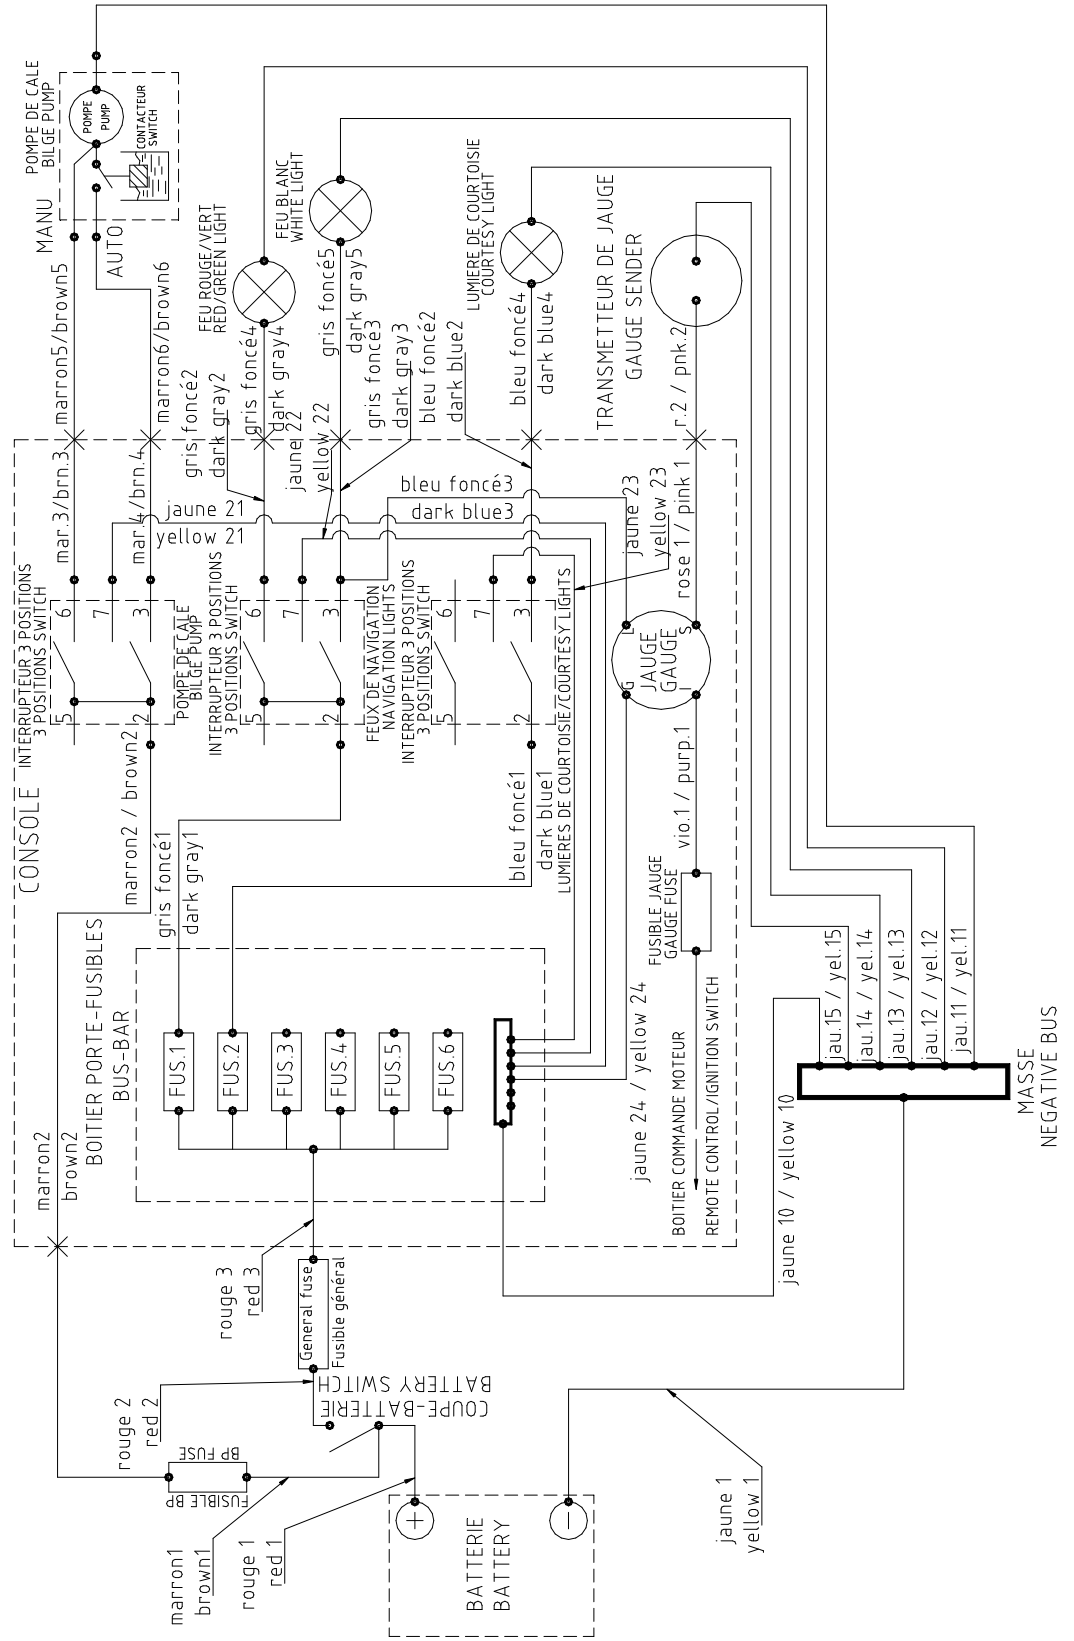 POMPE DE CALE
BILGE PUMP
POMPE
PUMP
CONTACTEUR
SWITCH
MANU
AUTO
marron5/brown5
marron6/brown6
mar.3/brn.3
mar.4/brn.4
FEU ROUGE/VERT
RED/GREEN LIGHT
FEU BLANC
WHITE LIGHT
LUMIERE DE COURTOISIE
COURTESY LIGHT
TRANSMETTEUR DE JAUGE
GAUGE SENDER
gris foncé2
dark gray2
gris foncé4
dark gray4
jaune 22
yellow 22
gris foncé5
dark gray5
gris foncé3
dark gray3
bleu foncé2
dark blue2
bleu foncé4
dark blue4
r.2 / pnk.2
jaune 21
yellow 21
bleu foncé3
dark blue3
jaune 23
yellow 23
rose 1 / pink 1
CONSOLE
INTERRUPTEUR 3 POSITIONS
3 POSITIONS SWITCH
6
7
3
5
2
POMPE DE CALE
BILGE PUMP
INTERRUPTEUR 3 POSITIONS
3 POSITIONS SWITCH
6
7
3
5
2
FEUX DE NAVIGATION
NAVIGATION LIGHTS
INTERRUPTEUR 3 POSITIONS
3 POSITIONS SWITCH
6
7
3
5
2
LUMIERES DE COURTOISIE/COURTESY LIGHTS
JAUGE
GAUGE
G
L
I
S
marron2 / brown2
gris foncé1
dark gray1
bleu foncé1
dark blue1
vio.1 / purp.1
FUSIBLE JAUGE
GAUGE FUSE
BOITIER PORTE-FUSIBLES
BUS-BAR
FUS.1
FUS.2
FUS.3
FUS.4
FUS.5
FUS.6
jaune 24 / yellow 24
BOITIER COMMANDE MOTEUR
REMOTE CONTROL/IGNITION SWITCH
jau.15 / yel.15
jau.14 / yel.14
jau.13 / yel.13
jau.12 / yel.12
jau.11 / yel.11
MASSE
NEGATIVE BUS
jaune 10 / yellow 10
marron2
brown2
rouge 3
red 3
General fuse
Fusible général
COUPE-BATTERIE
BATTERY SWITCH
rouge 2
red 2
FUSIBLE BP
BP FUSE
marron1
brown1
rouge 1
red 1
BATTERIE
BATTERY
+
−
jaune 1
yellow 1